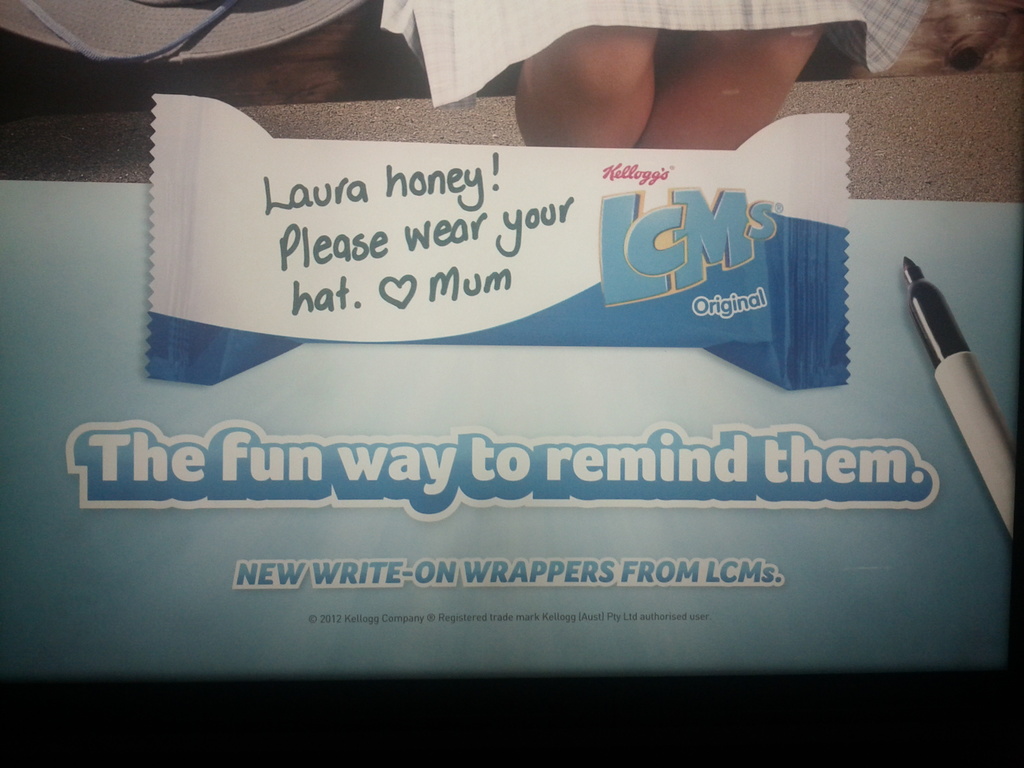 Laura honey!
Please wear your
hat. ♡ Mum
Kellogg's®
LCMs®
Original
The fun way to remind them.
NEW WRITE-ON WRAPPERS FROM LCMs.
© 2012 Kellogg Company ® Registered trade mark Kellogg (Aust) Pty Ltd authorised user.